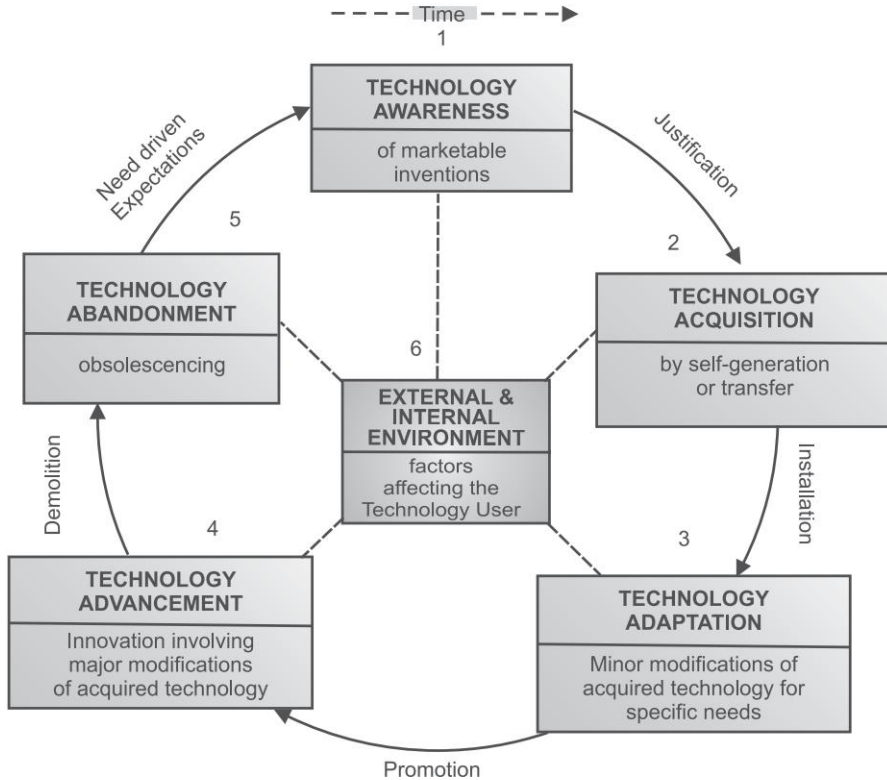 Time
1
TECHNOLOGY
AWARENESS
of marketable
inventions
Justification
2
TECHNOLOGY
ACQUISITION
by self-generation
or transfer
Installation
3
TECHNOLOGY
ADAPTATION
Minor modifications of
acquired technology for
specific needs
Promotion
4
TECHNOLOGY
ADVANCEMENT
Innovation involving
major modifications
of acquired technology
Demolition
5
TECHNOLOGY
ABANDONMENT
obsolescencing
Need driven
Expectations
6
EXTERNAL &
INTERNAL
ENVIRONMENT
factors
affecting the
Technology User